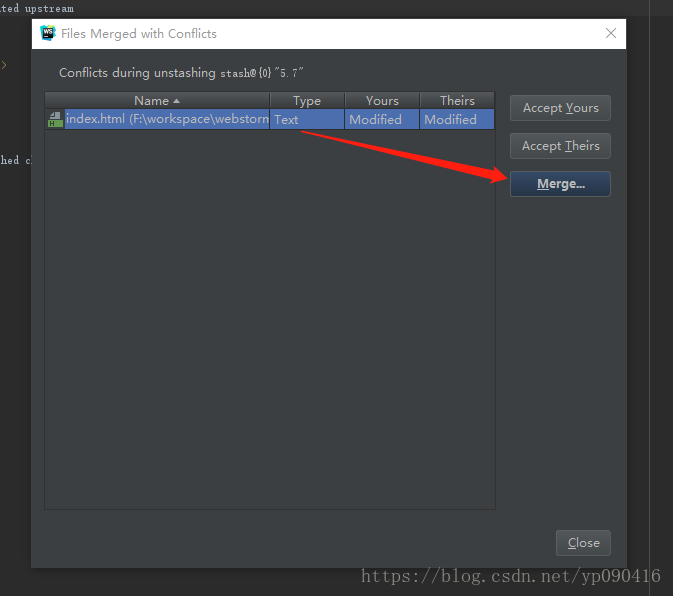 ted upstream
WS
Files Merged with Conflicts
>
Conflicts during unstashing stash@{0}"5.7"
Name Type Yours Theirs
index.html (F:\workspace\webstorm Text Modified Modified
H
Accept Yours
Accept Theirs
hed c
Merge...
Close
https://blog.csdn.net/yp090416